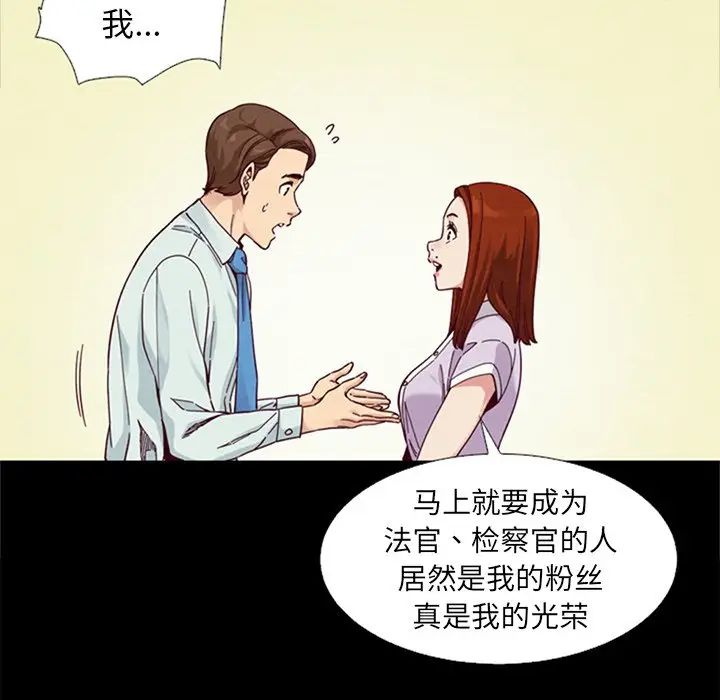 我…
马上就要成为
法官、检察官的人
居然是我的粉丝
真是我的光荣